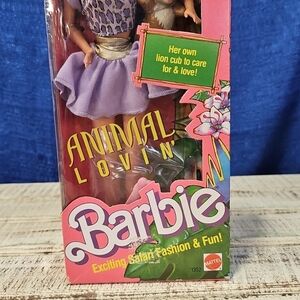 Her own
lion cub to care
for & love!
ANIMAL
LOVIN'
Barbie
Exciting Safari Fashion & Fun!
MATTEL